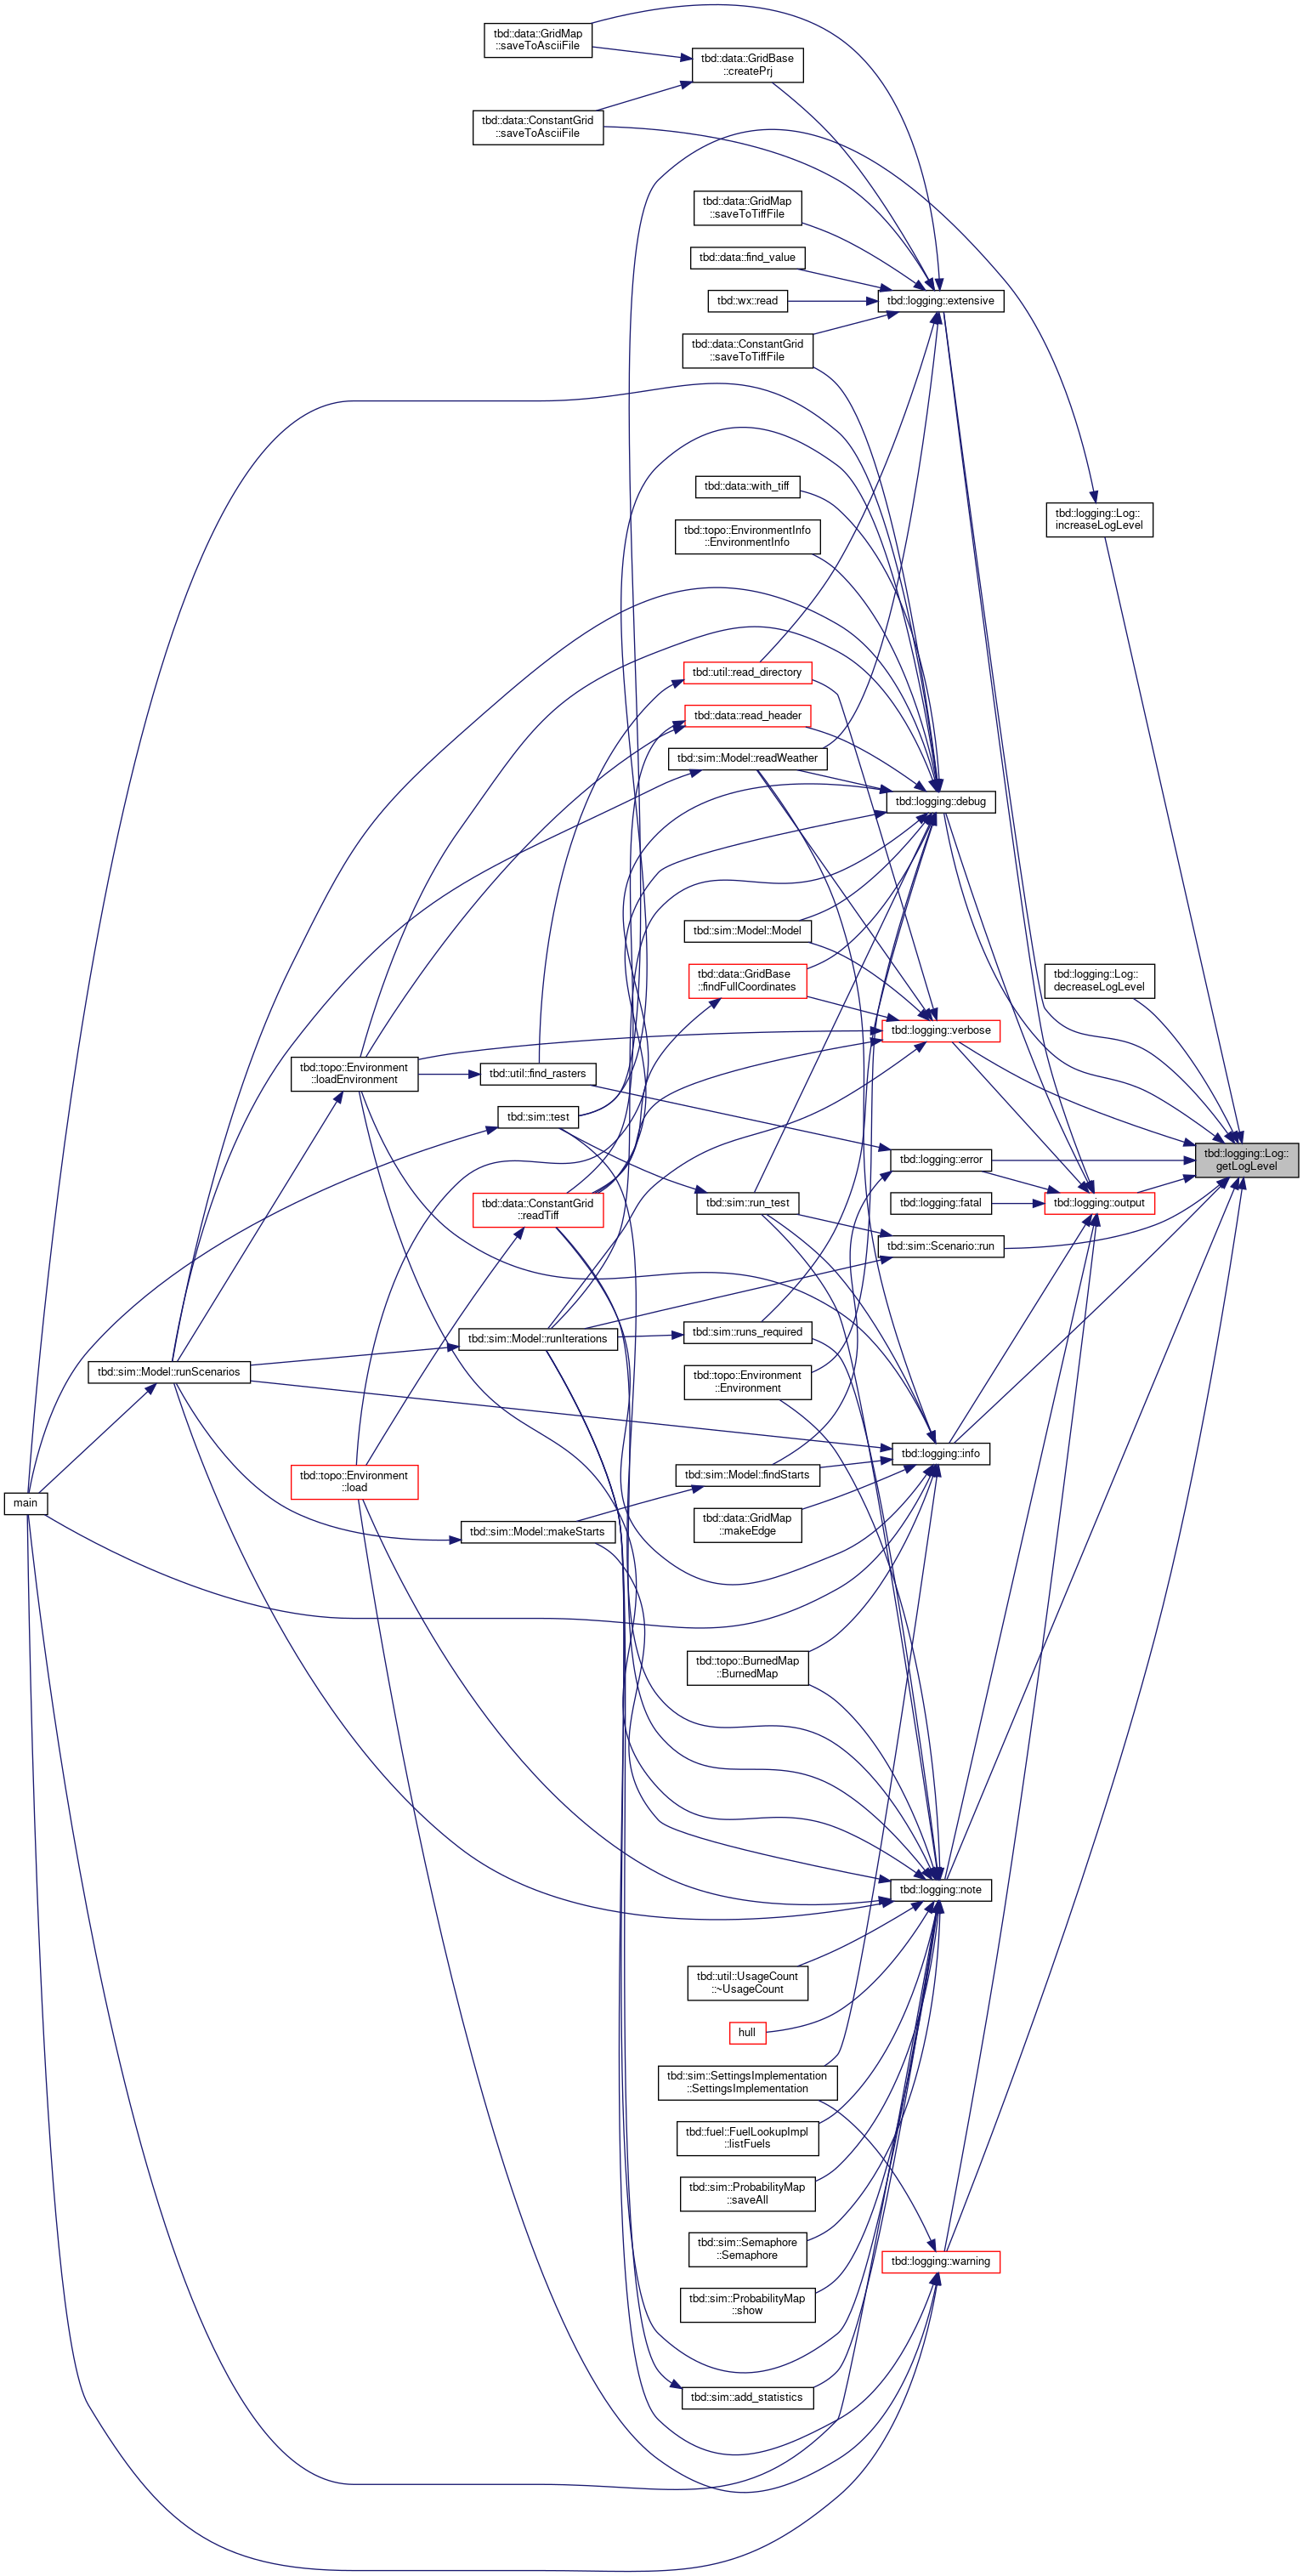 tbd::data::GridMap
::saveToAsciiFile
tbd::data::GridBase
::createPrj
tbd::data::ConstantGrid
::saveToAsciiFile
tbd::data::GridMap
::saveToTiffFile
tbd::data::find_value
tbd::wx::read
tbd::logging::extensive
tbd::data::ConstantGrid
::saveToTiffFile
tbd::data::with_tiff
tbd::logging::Log::
increaseLogLevel
tbd::topo::EnvironmentInfo
::EnvironmentInfo
tbd::util::read_directory
tbd::data::read_header
tbd::sim::Model::readWeather
tbd::logging::debug
tbd::sim::Model::Model
tbd::data::GridBase
::findFullCoordinates
tbd::logging::Log::
decreaseLogLevel
tbd::logging::verbose
tbd::topo::Environment
::loadEnvironment
tbd::util::find_rasters
tbd::sim::test
tbd::logging::error
tbd::logging::Log::
getLogLevel
tbd::data::ConstantGrid
::readTiff
tbd::sim::run_test
tbd::logging::fatal
tbd::logging::output
tbd::sim::Scenario::run
tbd::sim::Model::runIterations
tbd::sim::runs_required
tbd::sim::Model::runScenarios
tbd::topo::Environment
::Environment
tbd::logging::info
tbd::topo::Environment
::load
tbd::sim::Model::findStarts
main
tbd::data::GridMap
::makeEdge
tbd::sim::Model::makeStarts
tbd::topo::BurnedMap
::BurnedMap
tbd::logging::note
tbd::util::UsageCount
::~UsageCount
hull
tbd::sim::SettingsImplementation
::SettingsImplementation
tbd::fuel::FuelLookupImpl
::listFuels
tbd::sim::ProbabilityMap
::saveAll
tbd::sim::Semaphore
::Semaphore
tbd::logging::warning
tbd::sim::ProbabilityMap
::show
tbd::sim::add_statistics